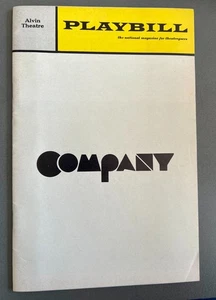 Alvin
Theatre
PLAYBILL
the national magazine for theatregoers
COMPANY